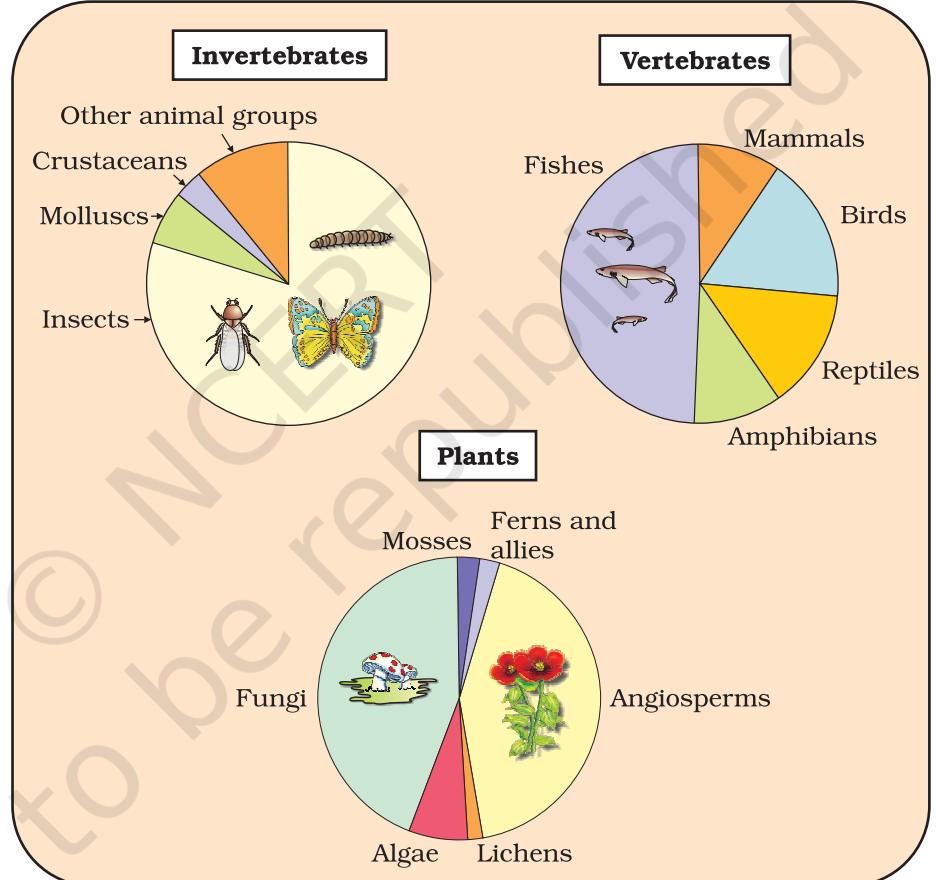 Invertebrates
Vertebrates
Other animal groups
Crustaceans
Molluscs
Insects
Fishes
Mammals
Birds
Reptiles
Amphibians
Plants
Mosses
Ferns and
allies
Fungi
Angiosperms
Algae
Lichens
© NCERT
to be republished